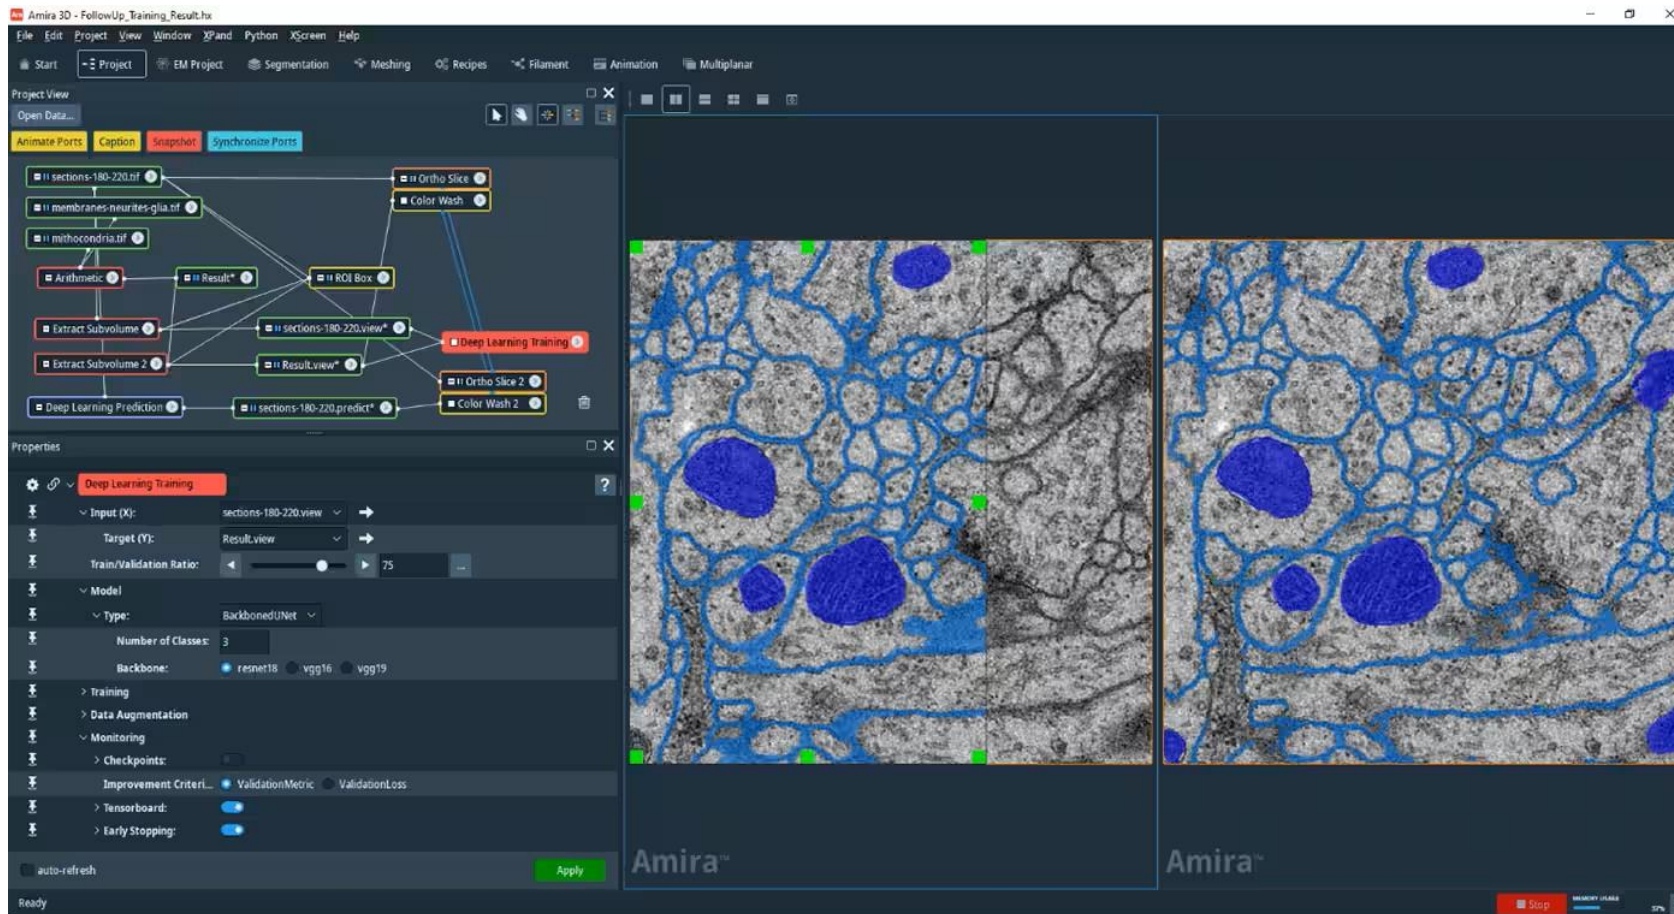 Amira 3D - FollowUp_Training_Result.hx
File Edit Project View Window XPand Python XScreen Help
Start Project EM Project Segmentation Meshing Recipes Filament Animation Multiplanar
Project View
Open Data...
Animate Ports Caption Snapshot Synchronize Ports
sections-180-220.tif Ortho Slice
membranes-neurites-glia.tif Color Wash
mithocondria.tif
Arithmetic Result* ROI Box
Extract Subvolume sections-180-220.view*
Deep Learning Training
Extract Subvolume 2 Result.view*
Ortho Slice 2
Deep Learning Prediction sections-180-220.predict* Color Wash 2
Properties
Deep Learning Training ?
Input (X): sections-180-220.view
Target (Y): Result.view
Train/Validation Ratio: 75 ...
Model
Type: BackbonedUNet
Number of Classes: 3
Backbone: resnet18 vgg16 vgg19
Training
Data Augmentation
Monitoring
Checkpoints:
Improvement Criteri... ValidationMetric ValidationLoss
Tensorboard:
Early Stopping:
auto-refresh Apply
Amira™ Amira™
Ready Stop MEMORY USAGE